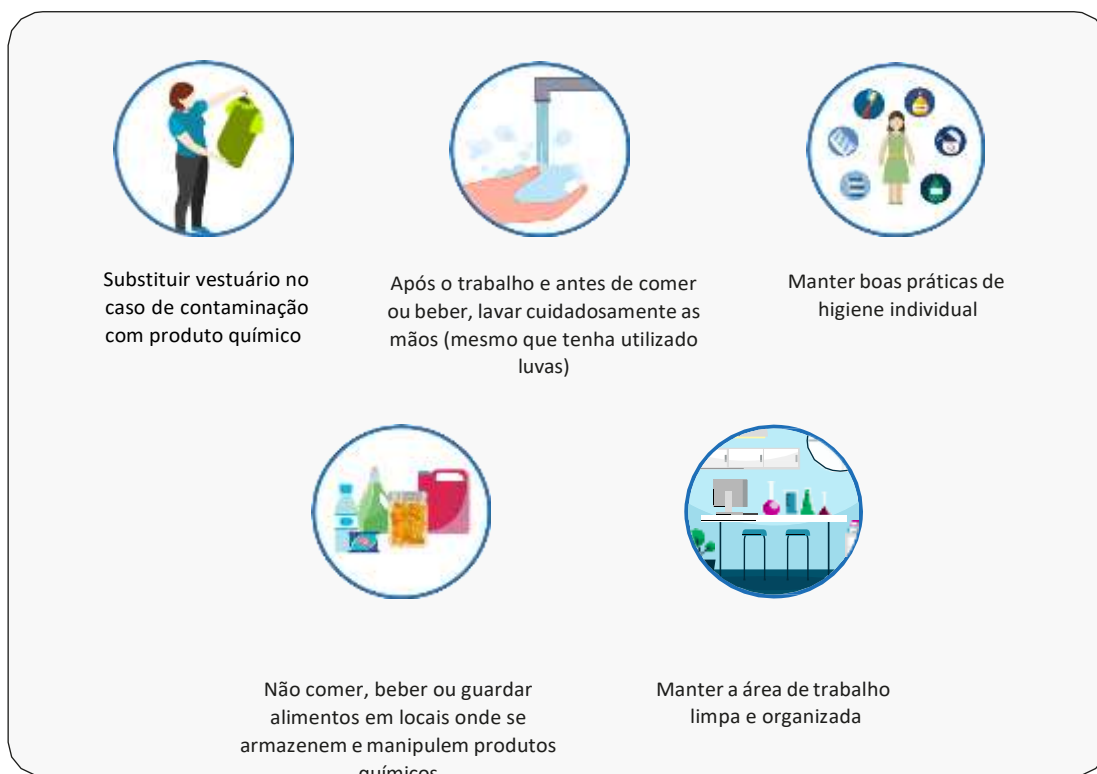 Substituir vestuário no
caso de contaminação
com produto químico
Após o trabalho e antes de comer
ou beber, lavar cuidadosamente as
mãos (mesmo que tenha utilizado
luvas)
Manter boas práticas de
higiene individual
Não comer, beber ou guardar
alimentos em locais onde se
armazenem e manipulem produtos
químicos
Manter a área de trabalho
limpa e organizada